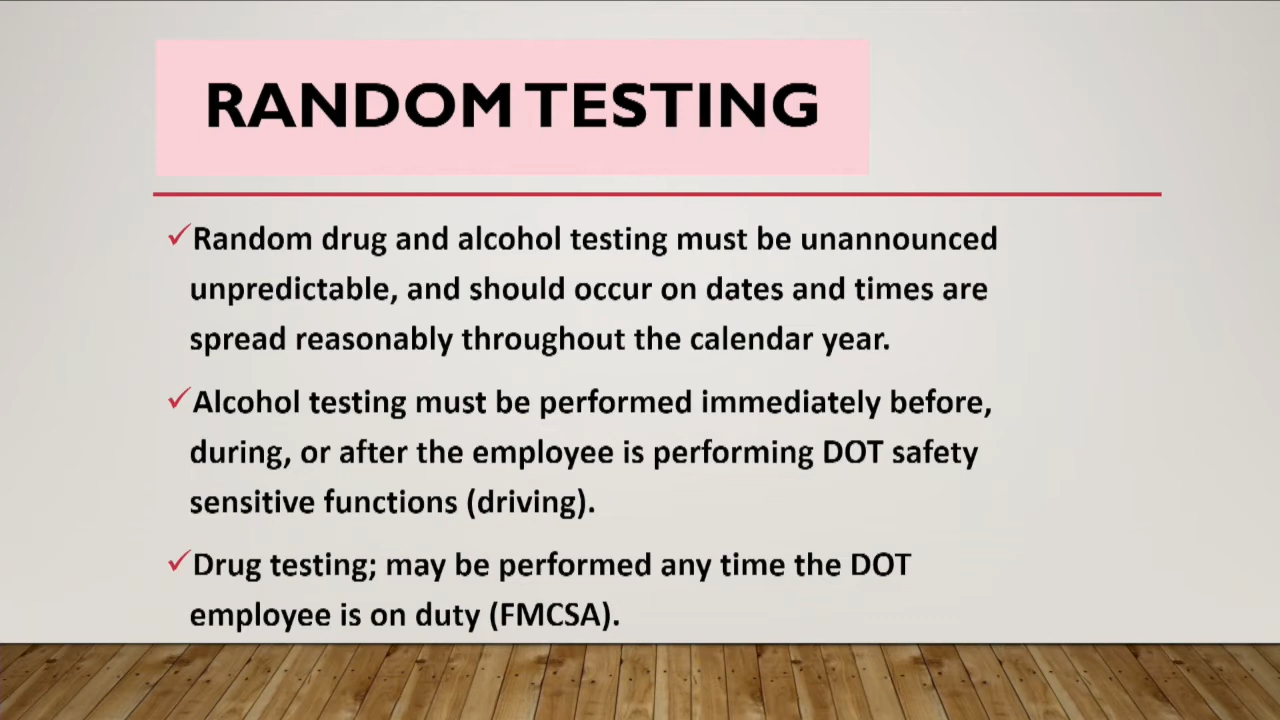 RANDOM TESTING
✓Random drug and alcohol testing must be unannounced
unpredictable, and should occur on dates and times are
spread reasonably throughout the calendar year.
✓Alcohol testing must be performed immediately before,
during, or after the employee is performing DOT safety
sensitive functions (driving).
✓Drug testing; may be performed any time the DOT
employee is on duty (FMCSA).